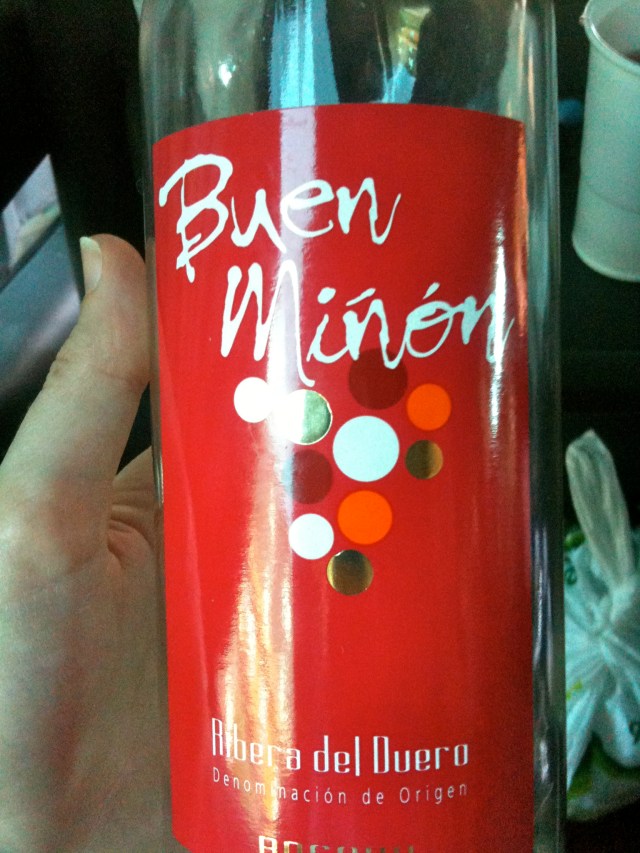 Buen
Miñón
Ribera del Duero
Denominación de Origen